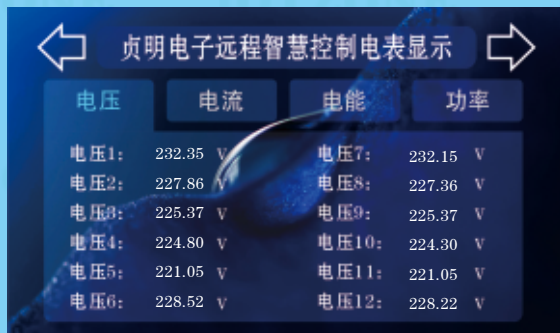 贞明电子远程智慧控制电表显示
电压 电流 电能 功率
电压1: 232.35 V 电压7: 232.15 V
电压2: 227.86 V 电压8: 227.36 V
电压3: 225.37 V 电压9: 225.37 V
电压4: 224.80 V 电压10: 224.30 V
电压5: 221.05 V 电压11: 221.05 V
电压6: 228.52 V 电压12: 228.22 V